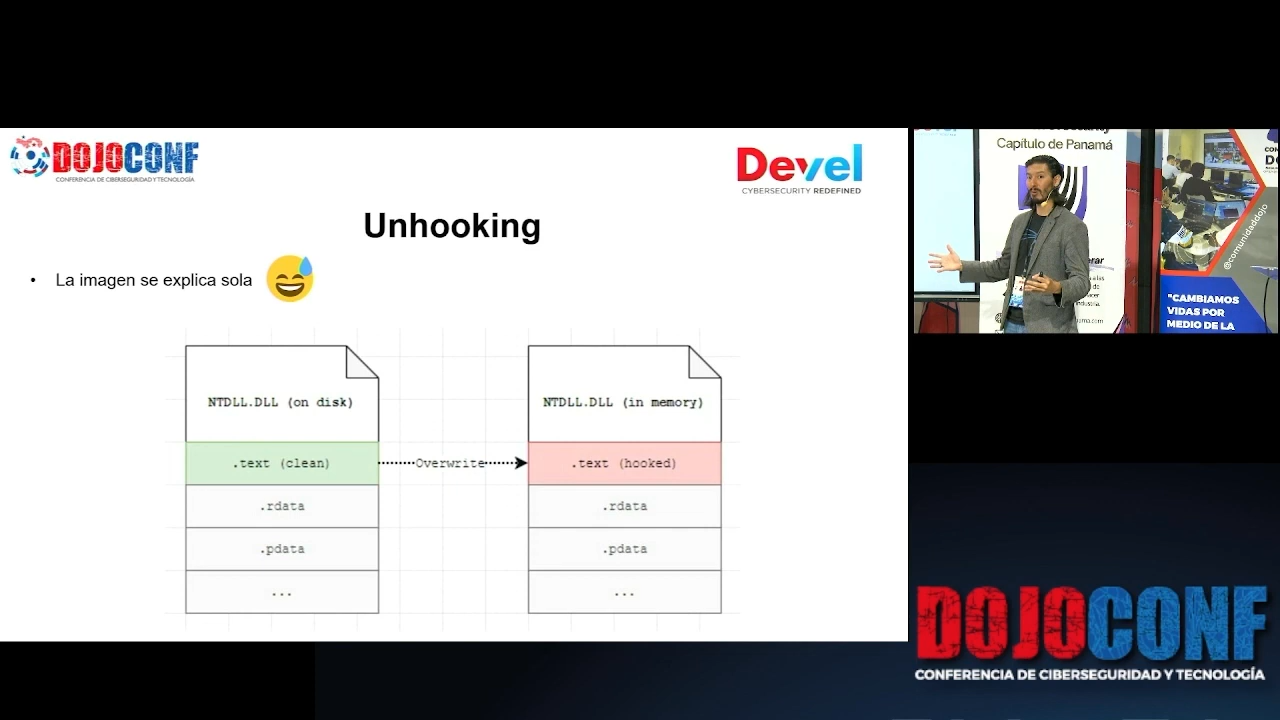 DOJOCONF
CONFERENCIA DE CIBERSEGURIDAD Y TECNOLOGÍA
Devel
CYBERSECURITY REDEFINED
Unhooking
• La imagen se explica sola
NTDLL.DLL (on disk)
.text (clean)
.rdata
.pdata
...
Overwrite
NTDLL.DLL (in memory)
.text (hooked)
.rdata
.pdata
...
Capítulo de Panamá
@comunidaddojo
"CAMBIAMOS
VIDAS POR
MEDIO DE LA
DOJOCONF
CONFERENCIA DE CIBERSEGURIDAD Y TECNOLOGÍA